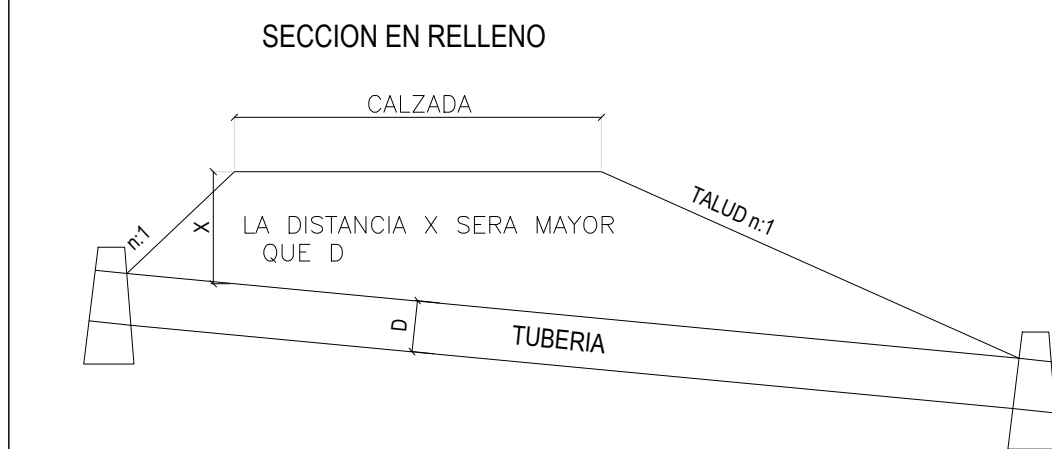 SECCION EN RELLENO
CALZADA
n:1
X
LA DISTANCIA X SERA MAYOR
QUE D
TALUD n:1
D
TUBERIA